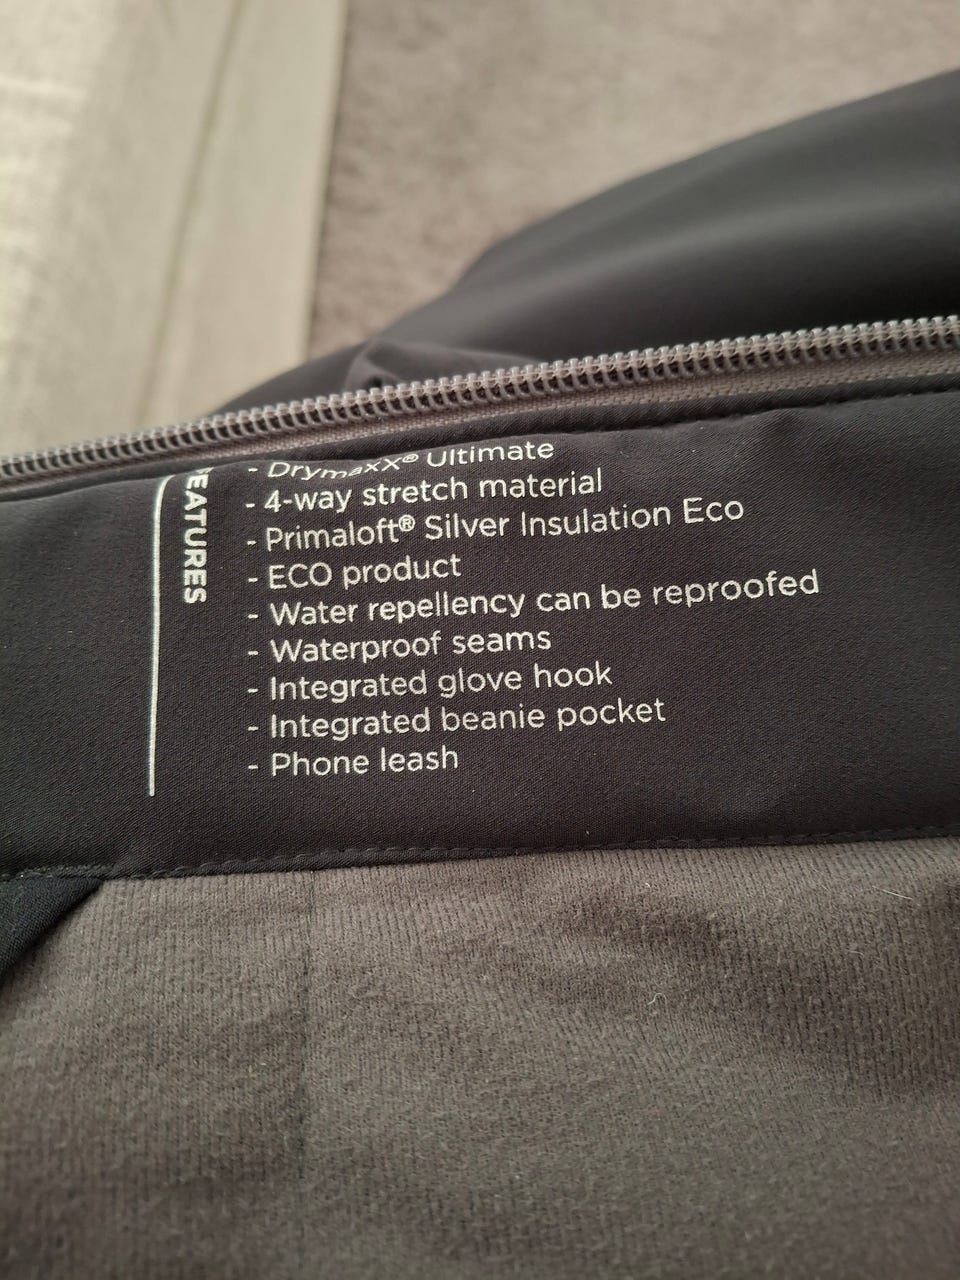 FEATURES
- Drymaxx® Ultimate
- 4-way stretch material
- Primaloft® Silver Insulation Eco
- ECO product
- Water repellency can be reproofed
- Waterproof seams
- Integrated glove hook
- Integrated beanie pocket
- Phone leash